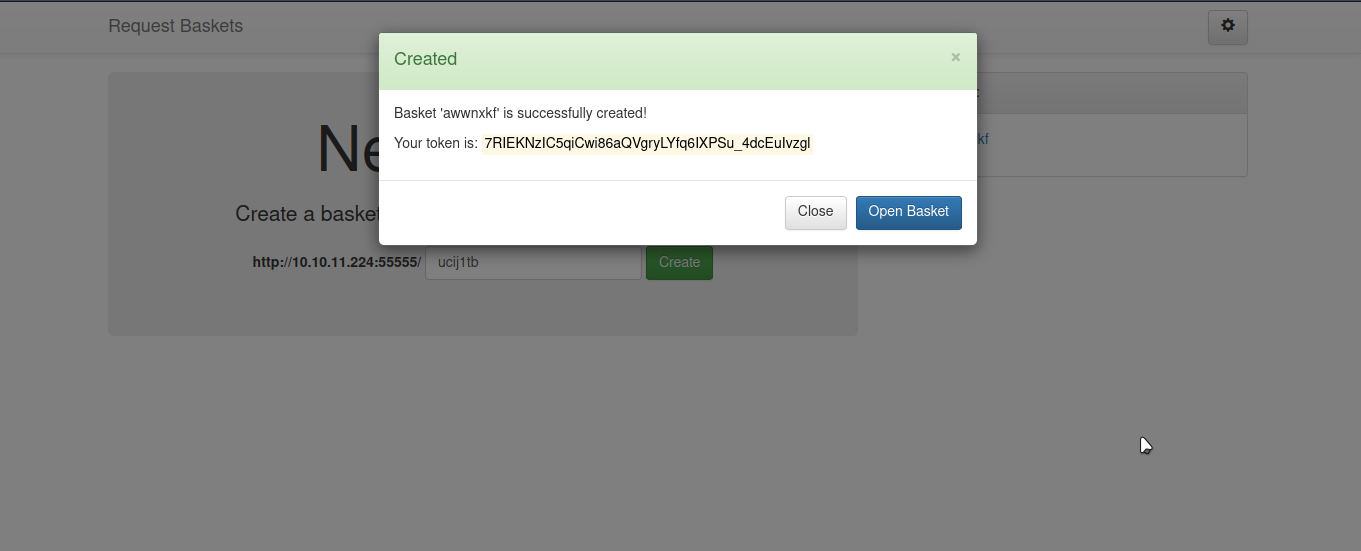 Request Baskets
Created
×
Basket 'awwnxkf' is successfully created!
Your token is: 7RIEKNzIC5qiCwi86aQVgryLYfq6IXPSu_4dcEuIvzgl
kf
Ne
Close Open Basket
Create a basket
http://10.10.11.224:55555/ ucij1tb Create